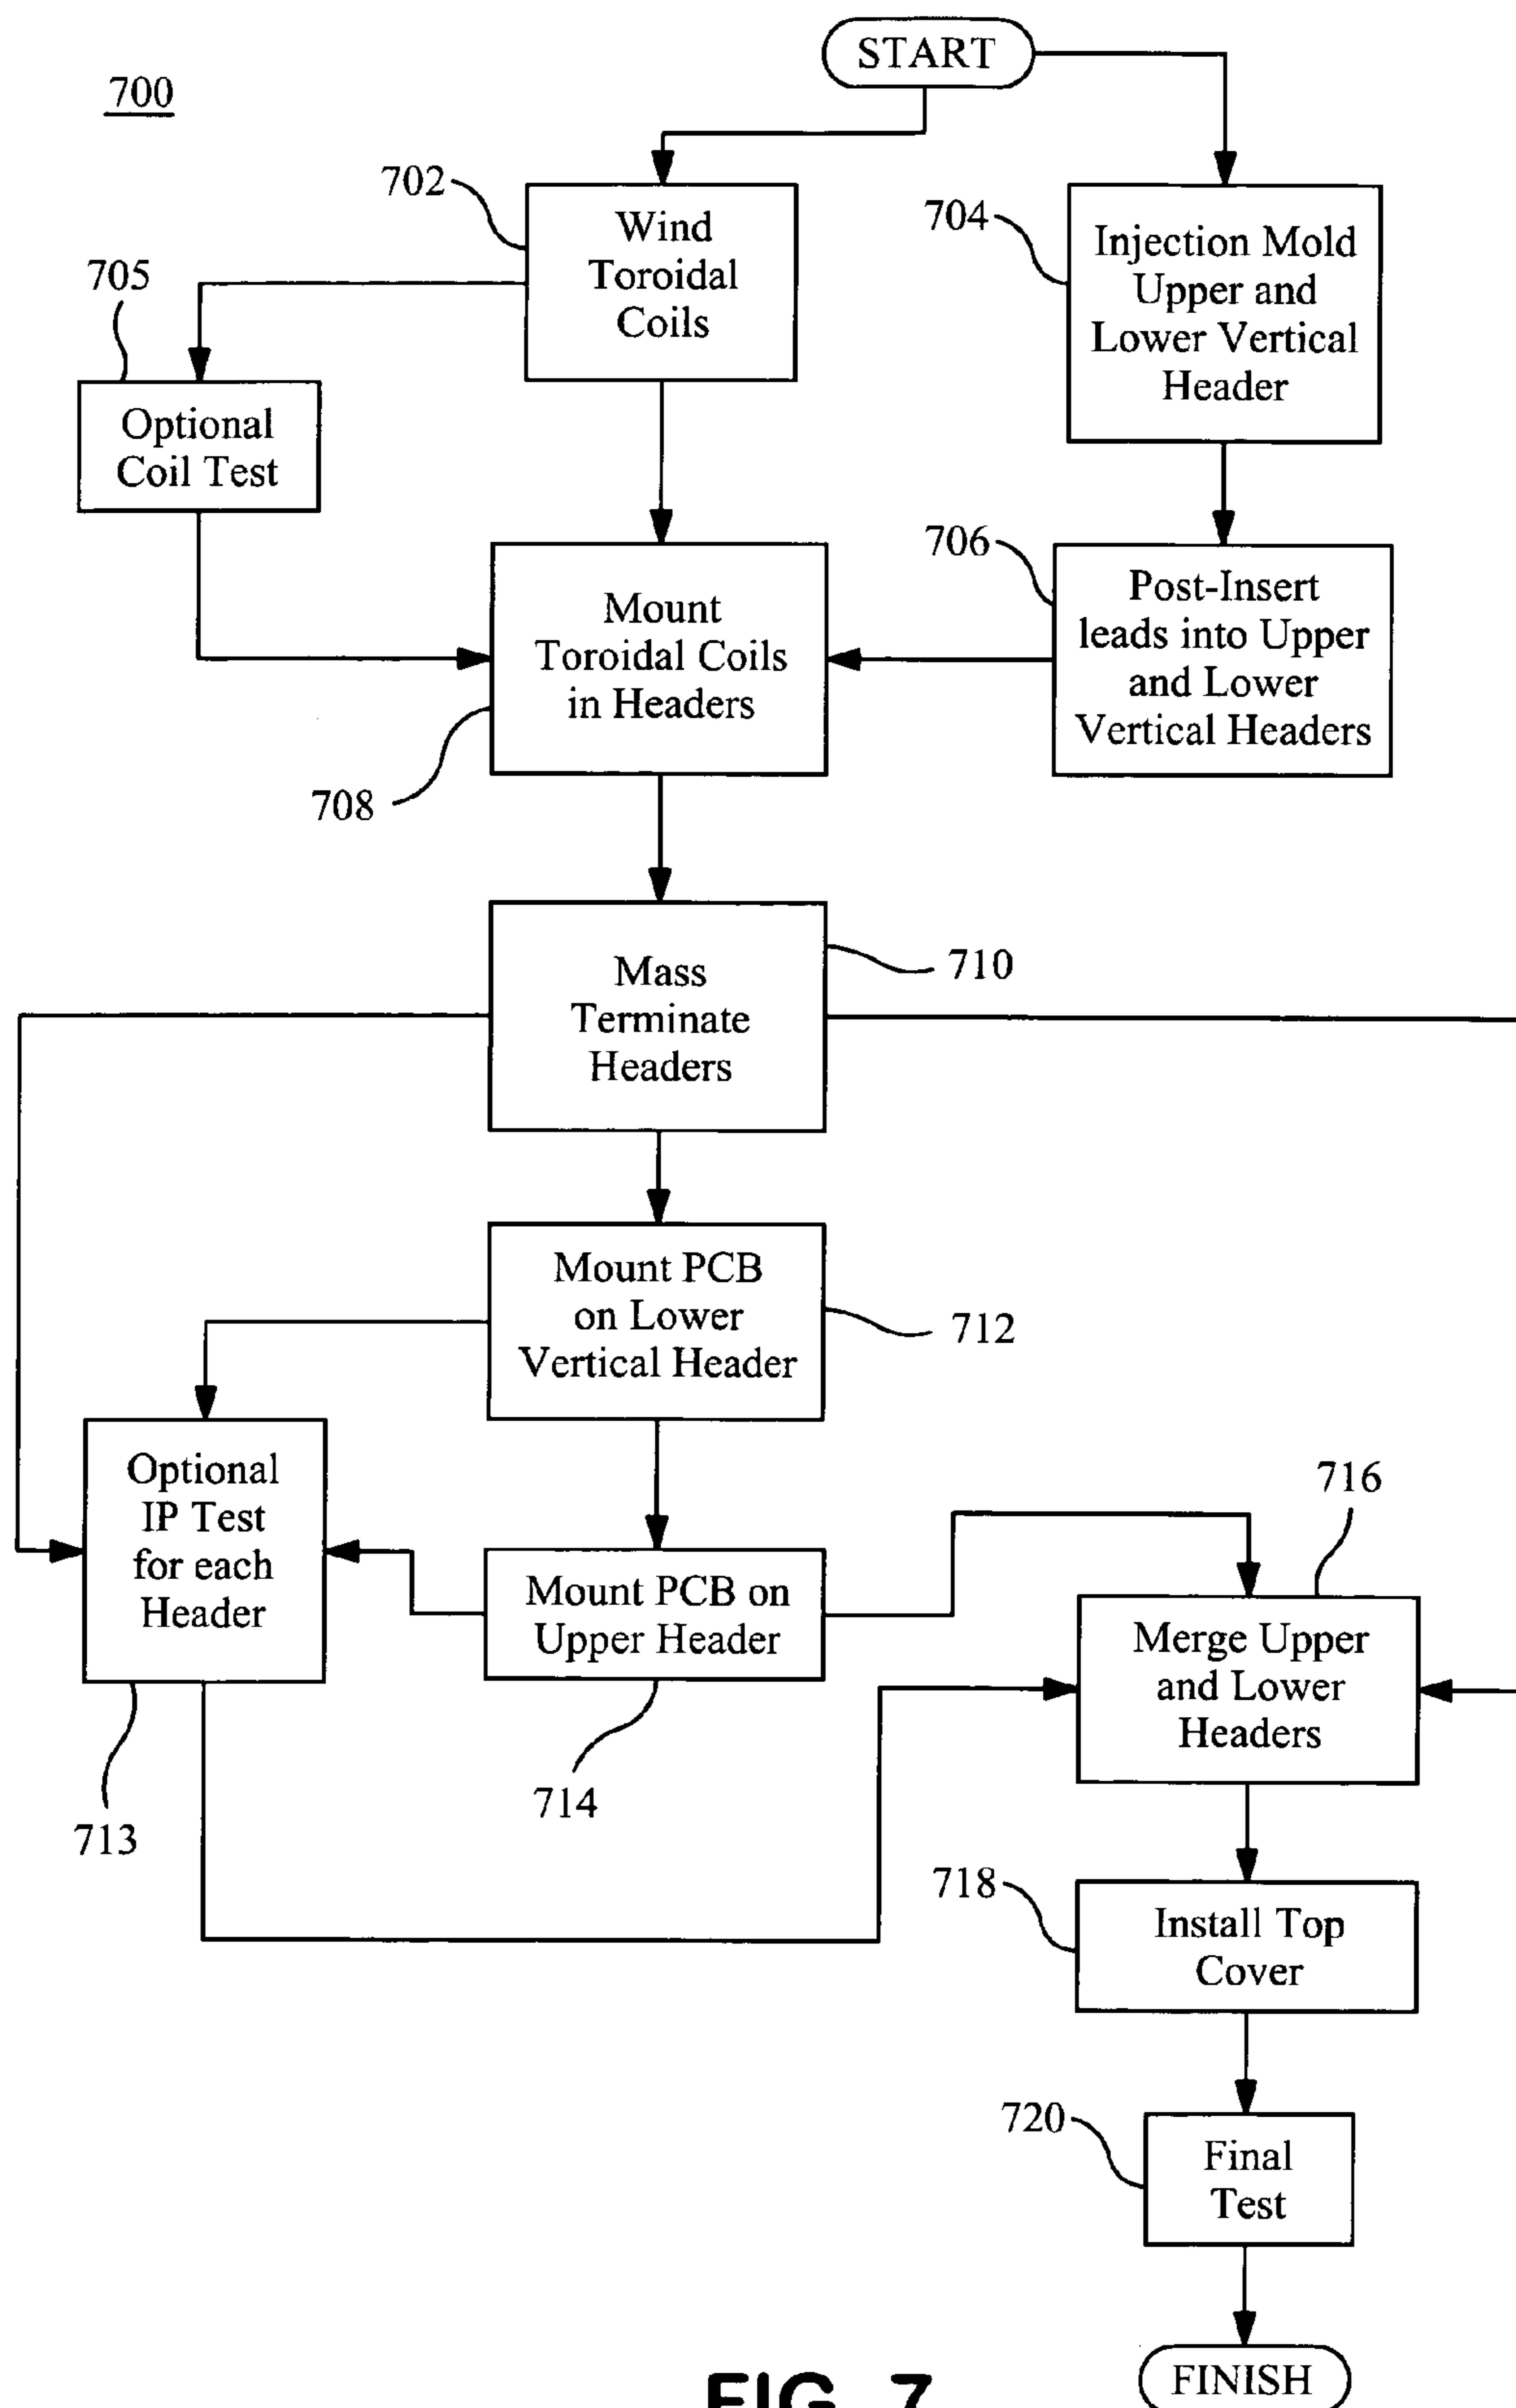 START
700
702
Wind
Toroidal
Coils
704
Injection Mold
Upper and
Lower Vertical
Header
705
Optional
Coil Test
706
Post-Insert
leads into Upper
and Lower
Vertical Headers
Mount
Toroidal Coils
in Headers
708
Mass
Terminate
Headers
710
Mount PCB
on Lower
Vertical Header
712
Optional
IP Test
for each
Header
713
Mount PCB on
Upper Header
714
716
Merge Upper
and Lower
Headers
718
Install Top
Cover
720
Final
Test
FINISH
FIG. 7